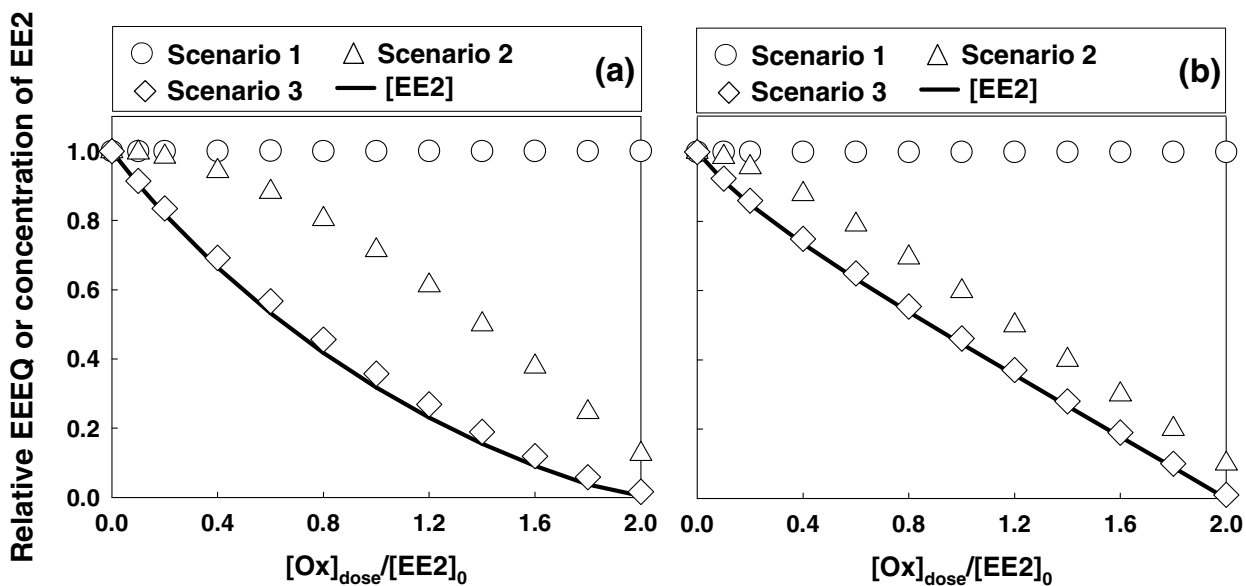 Relative EEEQ or concentration of EE2
Scenario 1 Scenario 2 (a)
Scenario 3 [EE2]
1.0
0.8
0.6
0.4
0.2
0.0
0.0 0.4 0.8 1.2 1.6 2.0
[Ox]dose/[EE2]0
Scenario 1 Scenario 2 (b)
Scenario 3 [EE2]
0.0 0.4 0.8 1.2 1.6 2.0
[Ox]dose/[EE2]0